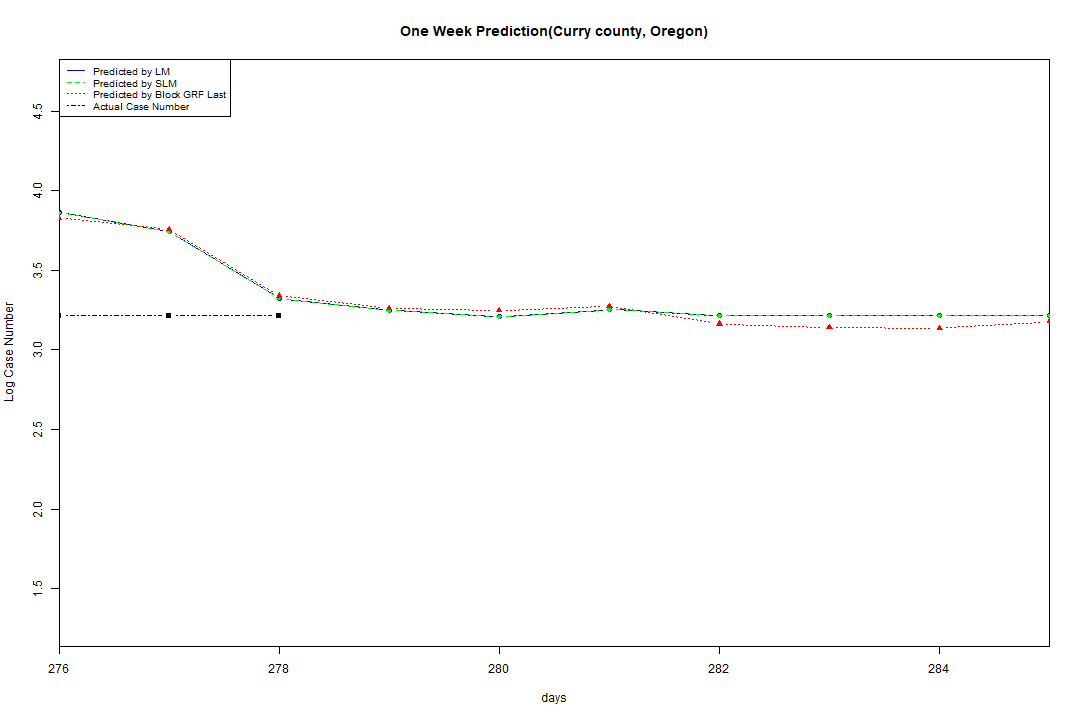 One Week Prediction(Curry county, Oregon)
Predicted by LM
Predicted by SLM
Predicted by Block GRF Last
Actual Case Number
4.5
4.0
3.5
3.0
2.5
2.0
1.5
Log Case Number
276 278 280 282 284
days